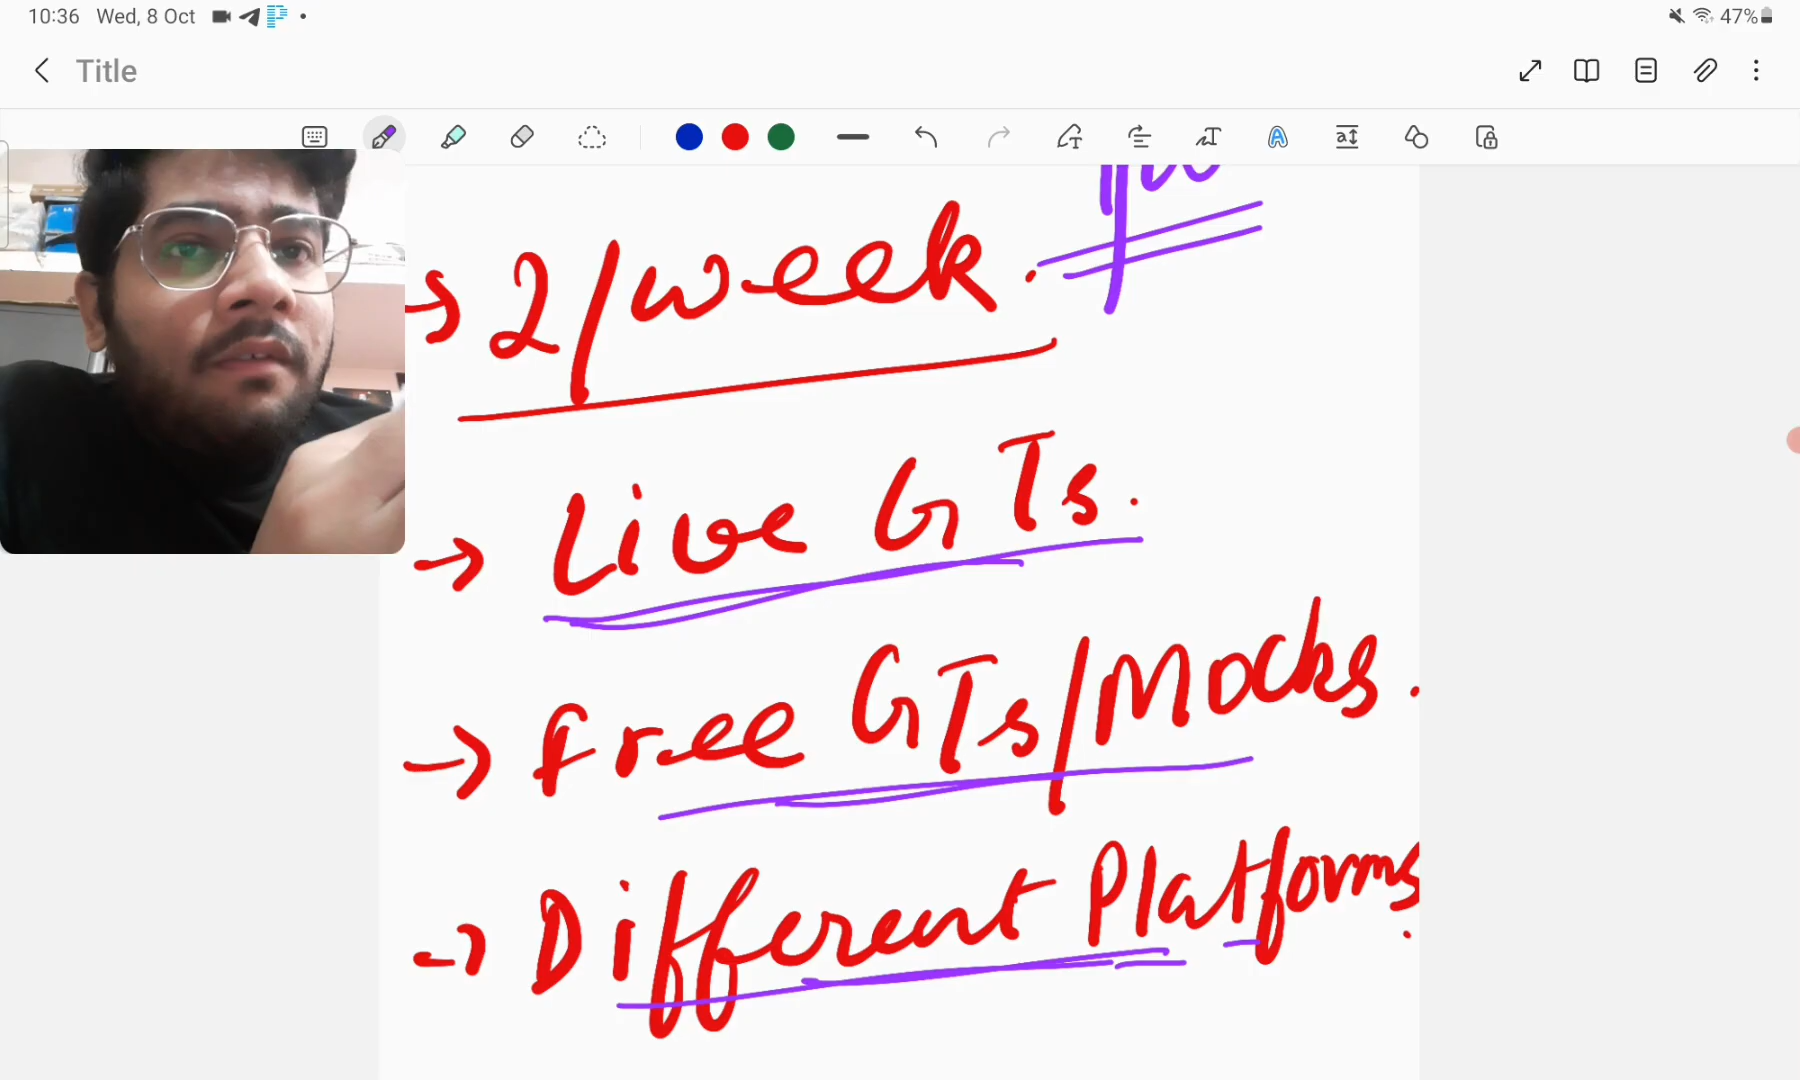 10:36 Wed, 8 Oct 47%
Title
→ 2/week.
→ Live GTs.
→ Free GTs/Mocks.
→ Different Platforms.